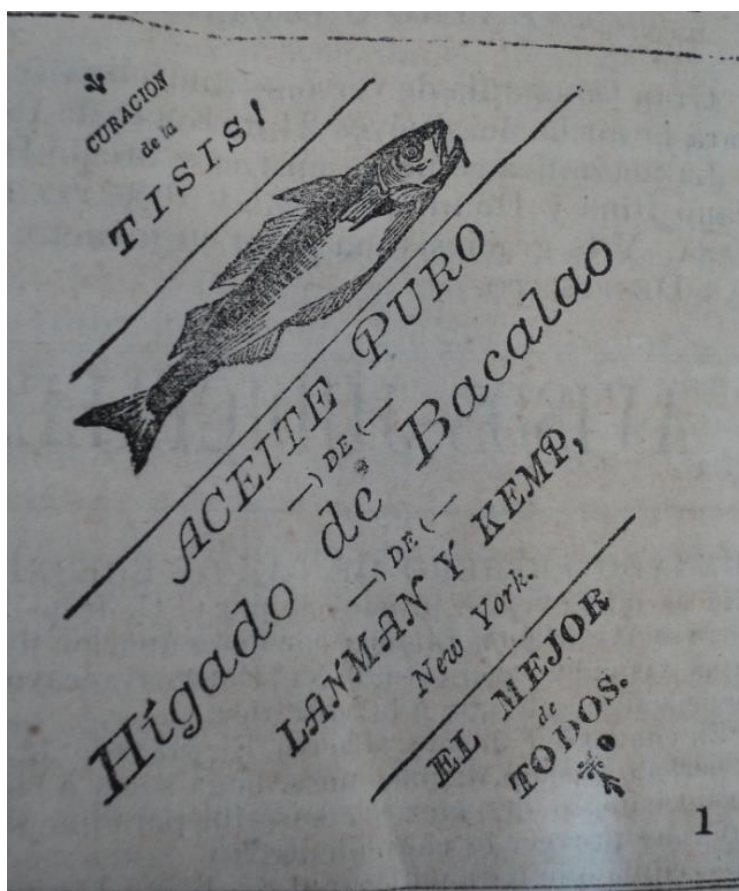 CURACION
de la
TISIS!
ACEITE PURO
—) DE (—
Hígado de Bacalao
—) DE (—
LANMAN Y KEMP,
New York.
EL MEJOR
de
TODOS.
1